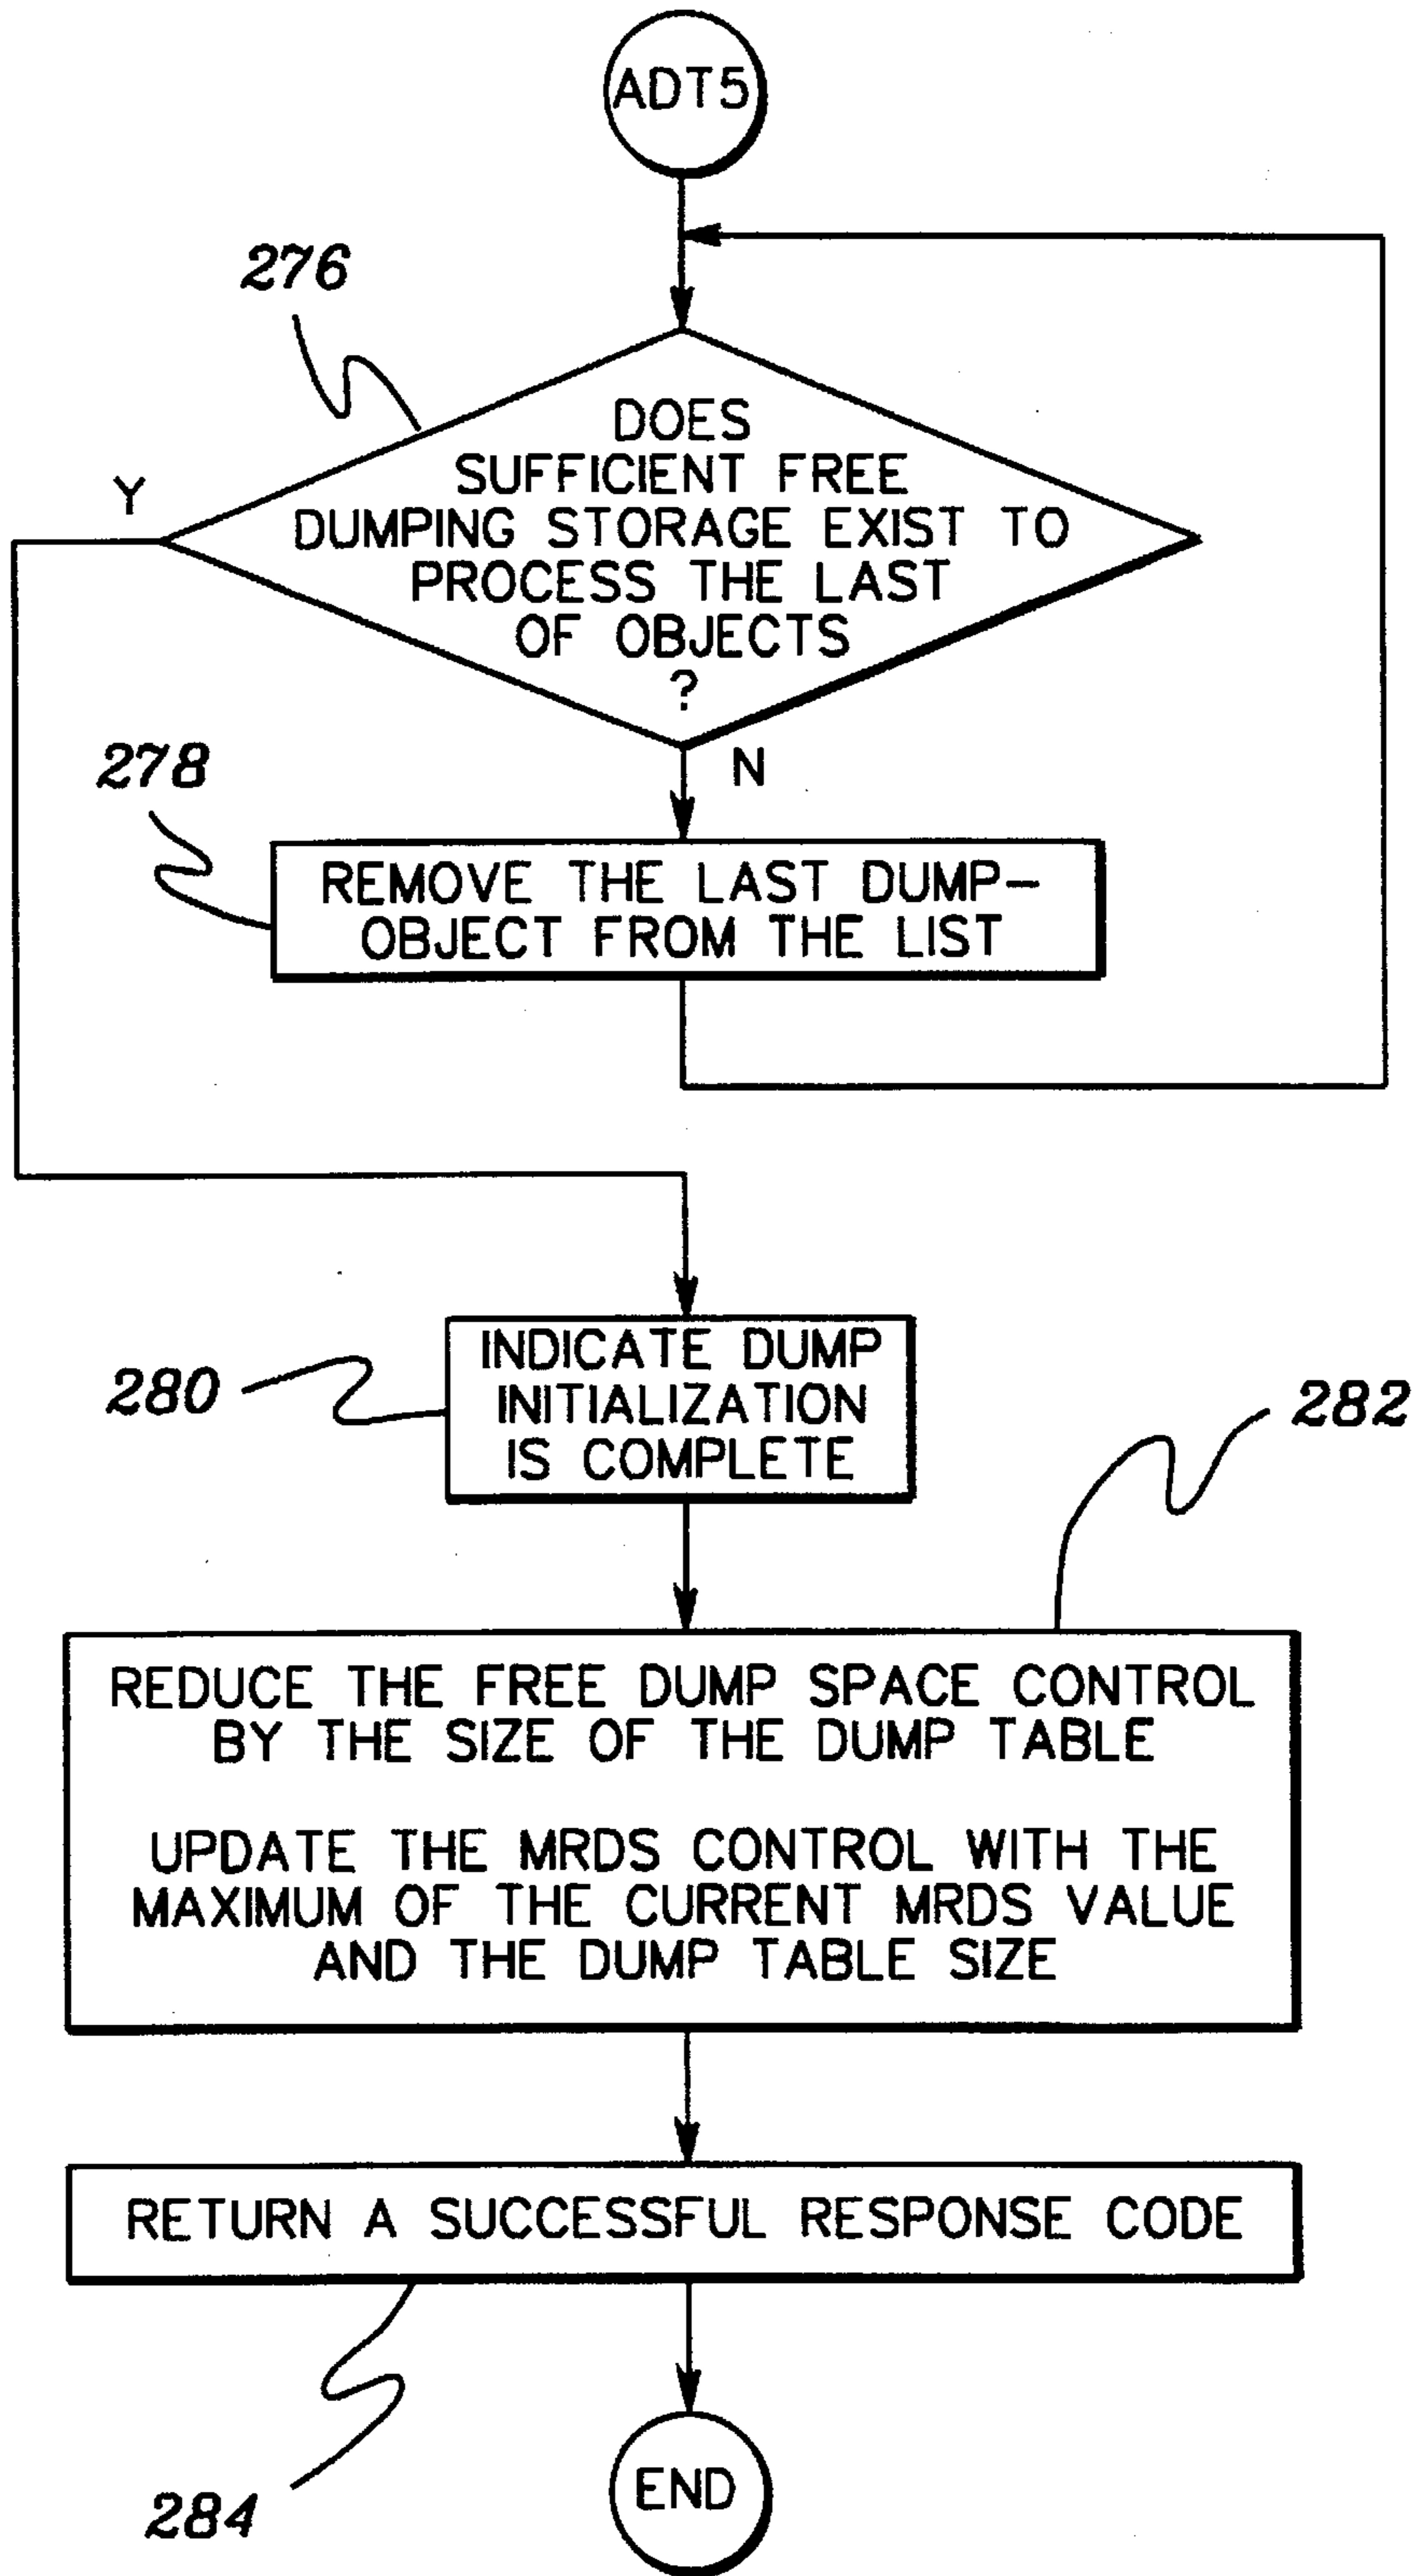 ADT5
276
DOES
SUFFICIENT FREE
DUMPING STORAGE EXIST TO
PROCESS THE LAST
OF OBJECTS
?
Y
N
278
REMOVE THE LAST DUMP-
OBJECT FROM THE LIST
INDICATE DUMP
INITIALIZATION
IS COMPLETE
280
282
REDUCE THE FREE DUMP SPACE CONTROL
BY THE SIZE OF THE DUMP TABLE
UPDATE THE MRDS CONTROL WITH THE
MAXIMUM OF THE CURRENT MRDS VALUE
AND THE DUMP TABLE SIZE
RETURN A SUCCESSFUL RESPONSE CODE
284
END